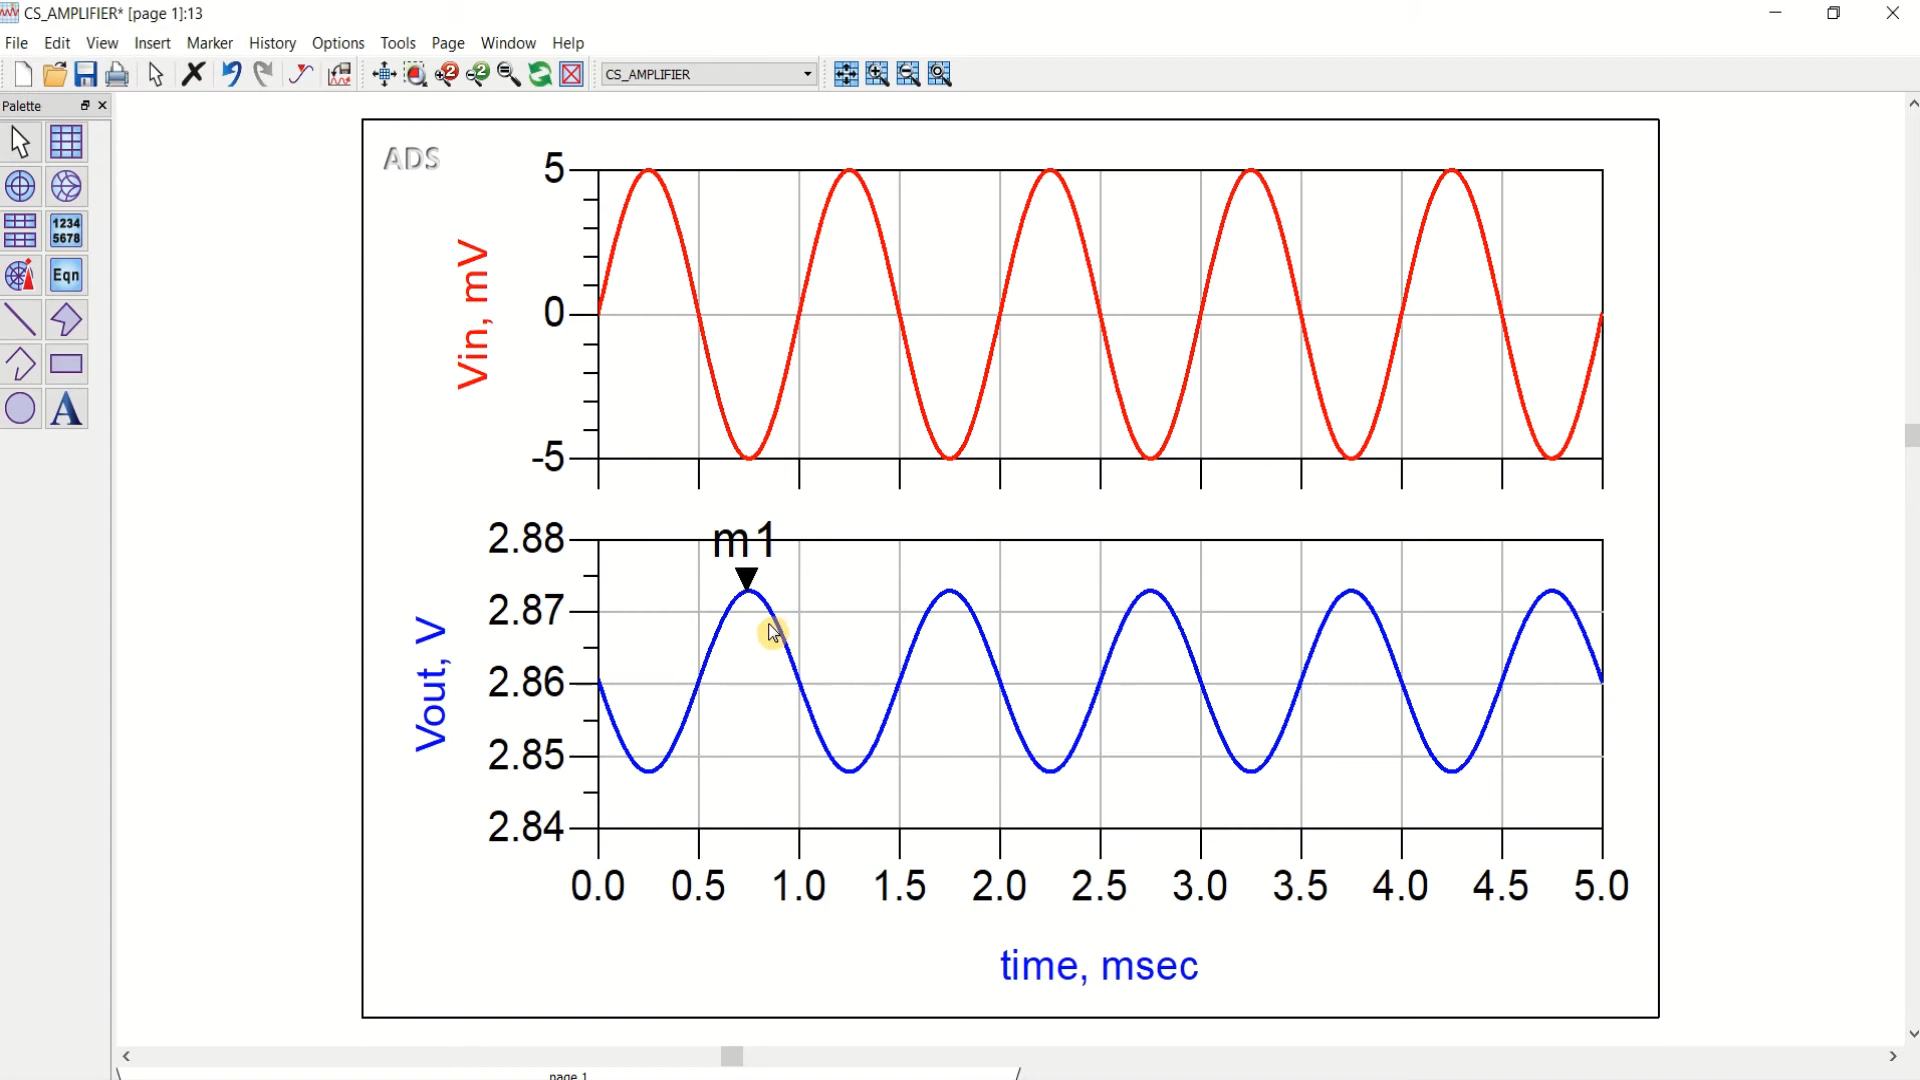 CS_AMPLIFIER* [page 1]:13
File Edit View Insert Marker History Options Tools Page Window Help
CS_AMPLIFIER
Palette
1234
5678
Eqn
A
ADS
5
0
-5
Vin, mV
m1
2.88
2.87
2.86
2.85
2.84
Vout, V
0.0 0.5 1.0 1.5 2.0 2.5 3.0 3.5 4.0 4.5 5.0
time, msec
page 1